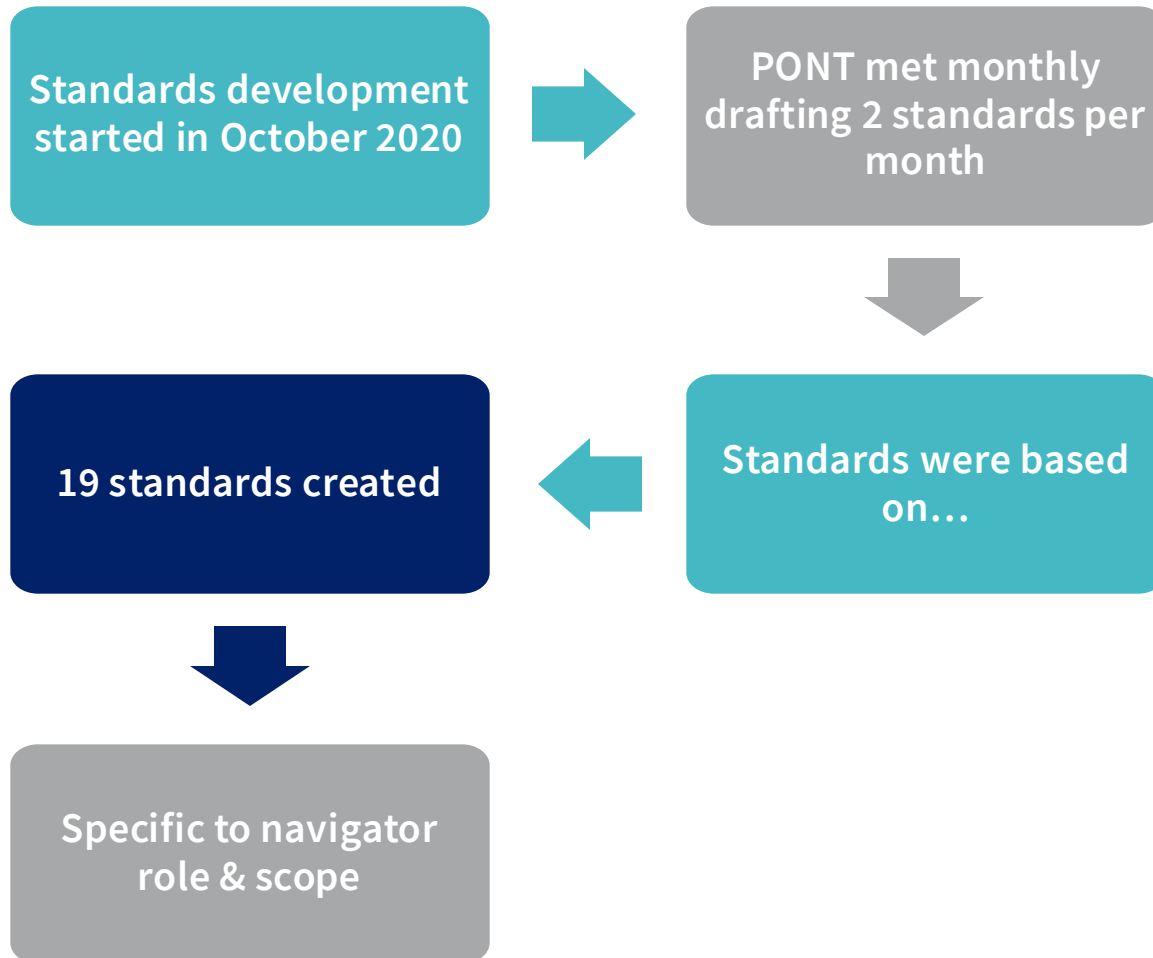 Standards development
started in October 2020
PONT met monthly
drafting 2 standards per
month
Standards were based
on…
19 standards created
Specific to navigator
role & scope